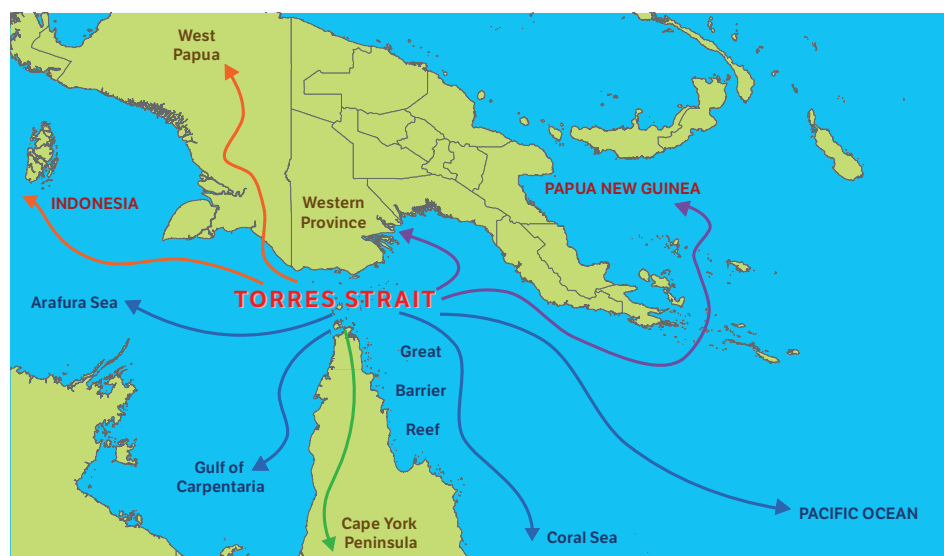 West
Papua
INDONESIA
Western
Province
PAPUA NEW GUINEA
TORRES STRAIT
Arafura Sea
Great
Barrier
Reef
Gulf of
Carpentaria
Cape York
Peninsula
Coral Sea
PACIFIC OCEAN